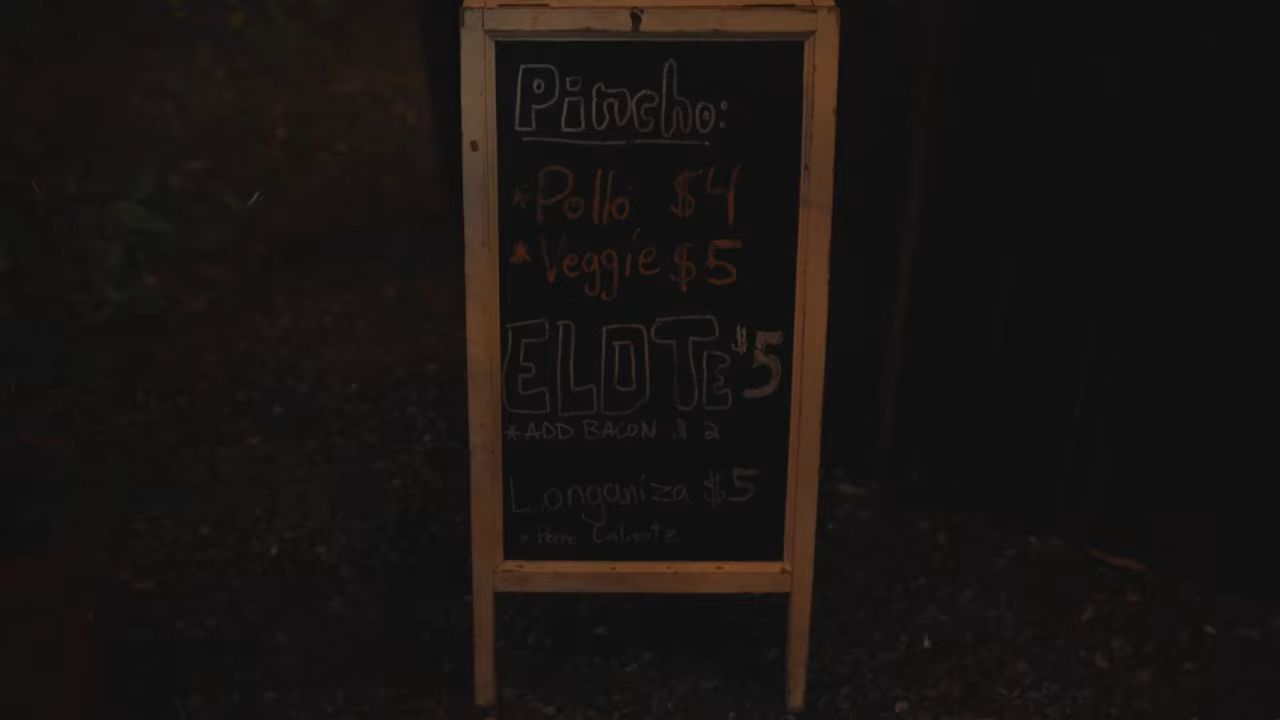 Pincho:
* Pollo $4
* Veggie $5
ELOTE $5
* ADD BACON $ 2
Longaniza $5